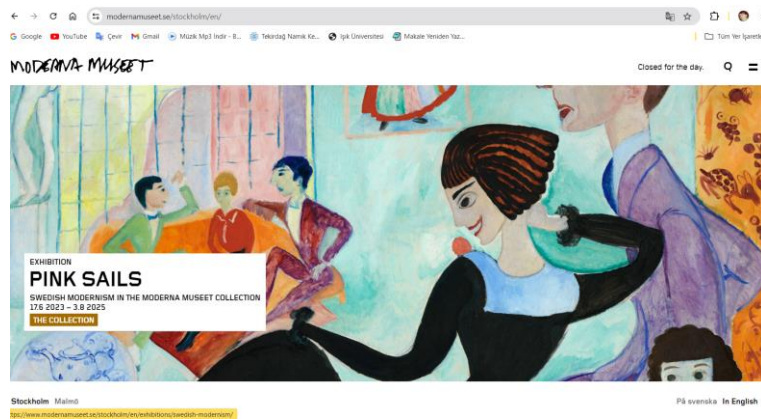 modernamuseet.se/stockholm/en/
Google YouTube Çevir Gmail Müzik Mp3 İndir - B... Tekirdağ Namık Ke... Işık Üniversitesi Makale Yeniden Yaz... Tüm Yer İşaretle
MODERNA MUSEET
Closed for the day.
EXHIBITION
PINK SAILS
SWEDISH MODERNISM IN THE MODERNA MUSEET COLLECTION
17.6 2023 – 3.8 2025
THE COLLECTION
Stockholm Malmö
På svenska In English
tps://www.modernamuseet.se/stockholm/en/exhibitions/swedish-modernism/